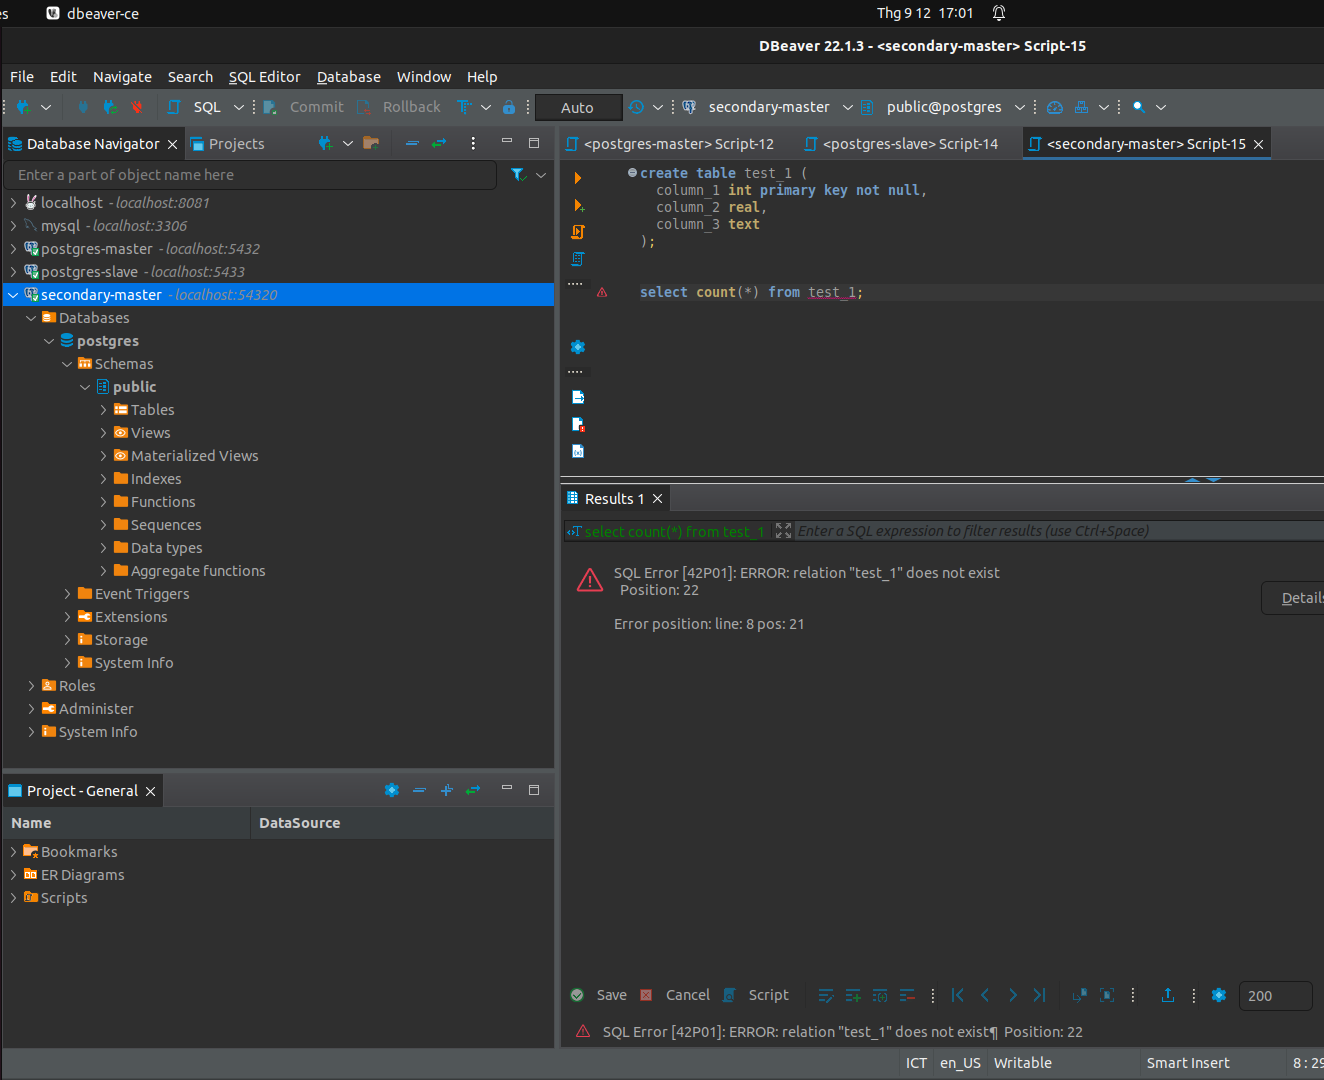 es
dbeaver-ce
Thg 9 12 17:01
DBeaver 22.1.3 - <secondary-master> Script-15
File Edit Navigate Search SQL Editor Database Window Help
SQL Commit Rollback Auto secondary-master public@postgres
Database Navigator Projects
Enter a part of object name here
localhost - localhost:8081
mysql - localhost:3306
postgres-master - localhost:5432
postgres-slave - localhost:5433
secondary-master - localhost:54320
Databases
postgres
Schemas
public
Tables
Views
Materialized Views
Indexes
Functions
Sequences
Data types
Aggregate functions
Event Triggers
Extensions
Storage
System Info
Roles
Administer
System Info
Project - General
Name DataSource
Bookmarks
ER Diagrams
Scripts
<postgres-master> Script-12 <postgres-slave> Script-14 <secondary-master> Script-15
create table test_1 (
column_1 int primary key not null,
column_2 real,
column_3 text
);
select count(*) from test_1;
Results 1
select count(*) from test_1 Enter a SQL expression to filter results (use Ctrl+Space)
SQL Error [42P01]: ERROR: relation "test_1" does not exist
Position: 22
Details
Error position: line: 8 pos: 21
Save Cancel Script 200
SQL Error [42P01]: ERROR: relation "test_1" does not exist¶ Position: 22
ICT en_US Writable Smart Insert 8 : 29